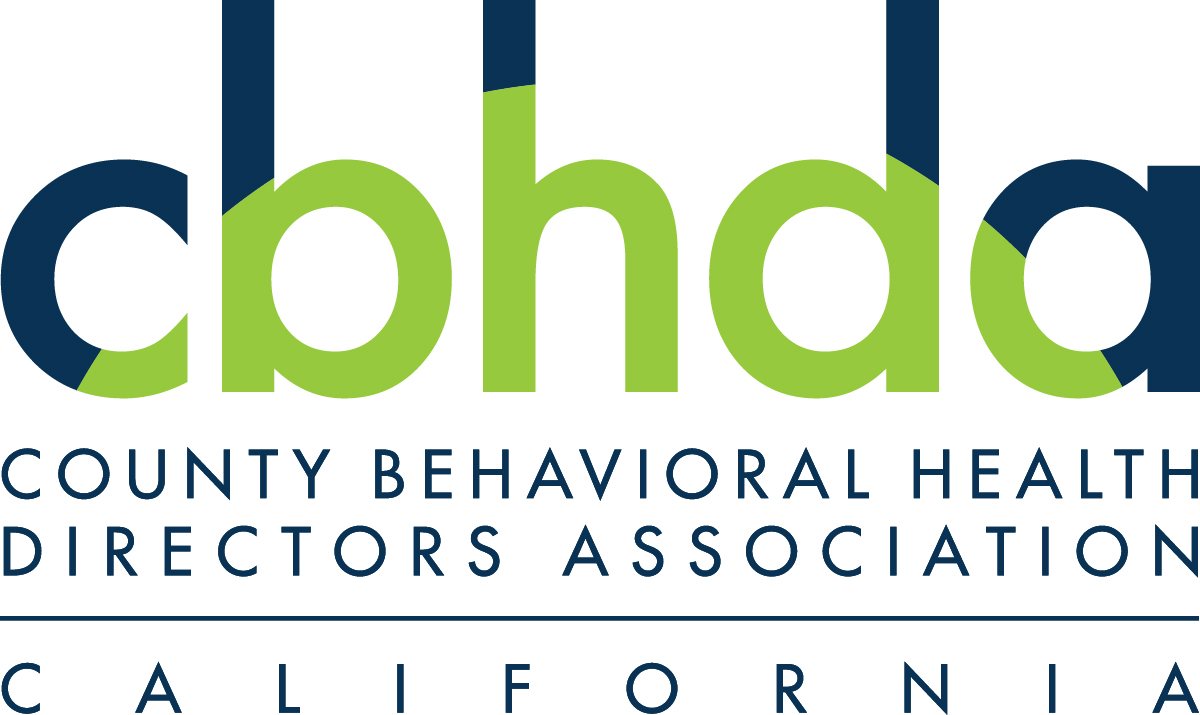 cbhda
COUNTY BEHAVIORAL HEALTH
DIRECTORS ASSOCIATION
CALIFORNIA